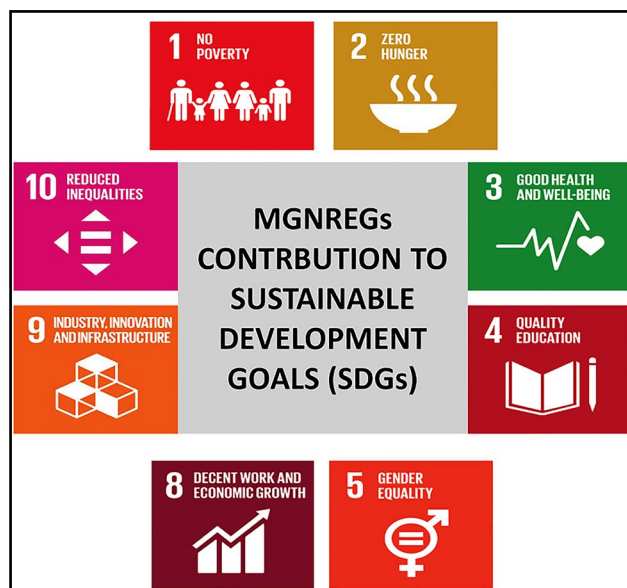 1 NO
POVERTY
2 ZERO
HUNGER
10 REDUCED
INEQUALITIES
MGNREGs
CONTRBUTION TO
SUSTAINABLE
DEVELOPMENT
GOALS (SDGs)
3 GOOD HEALTH
AND WELL-BEING
9 INDUSTRY, INNOVATION
AND INFRASTRUCTURE
4 QUALITY
EDUCATION
8 DECENT WORK AND
ECONOMIC GROWTH
5 GENDER
EQUALITY